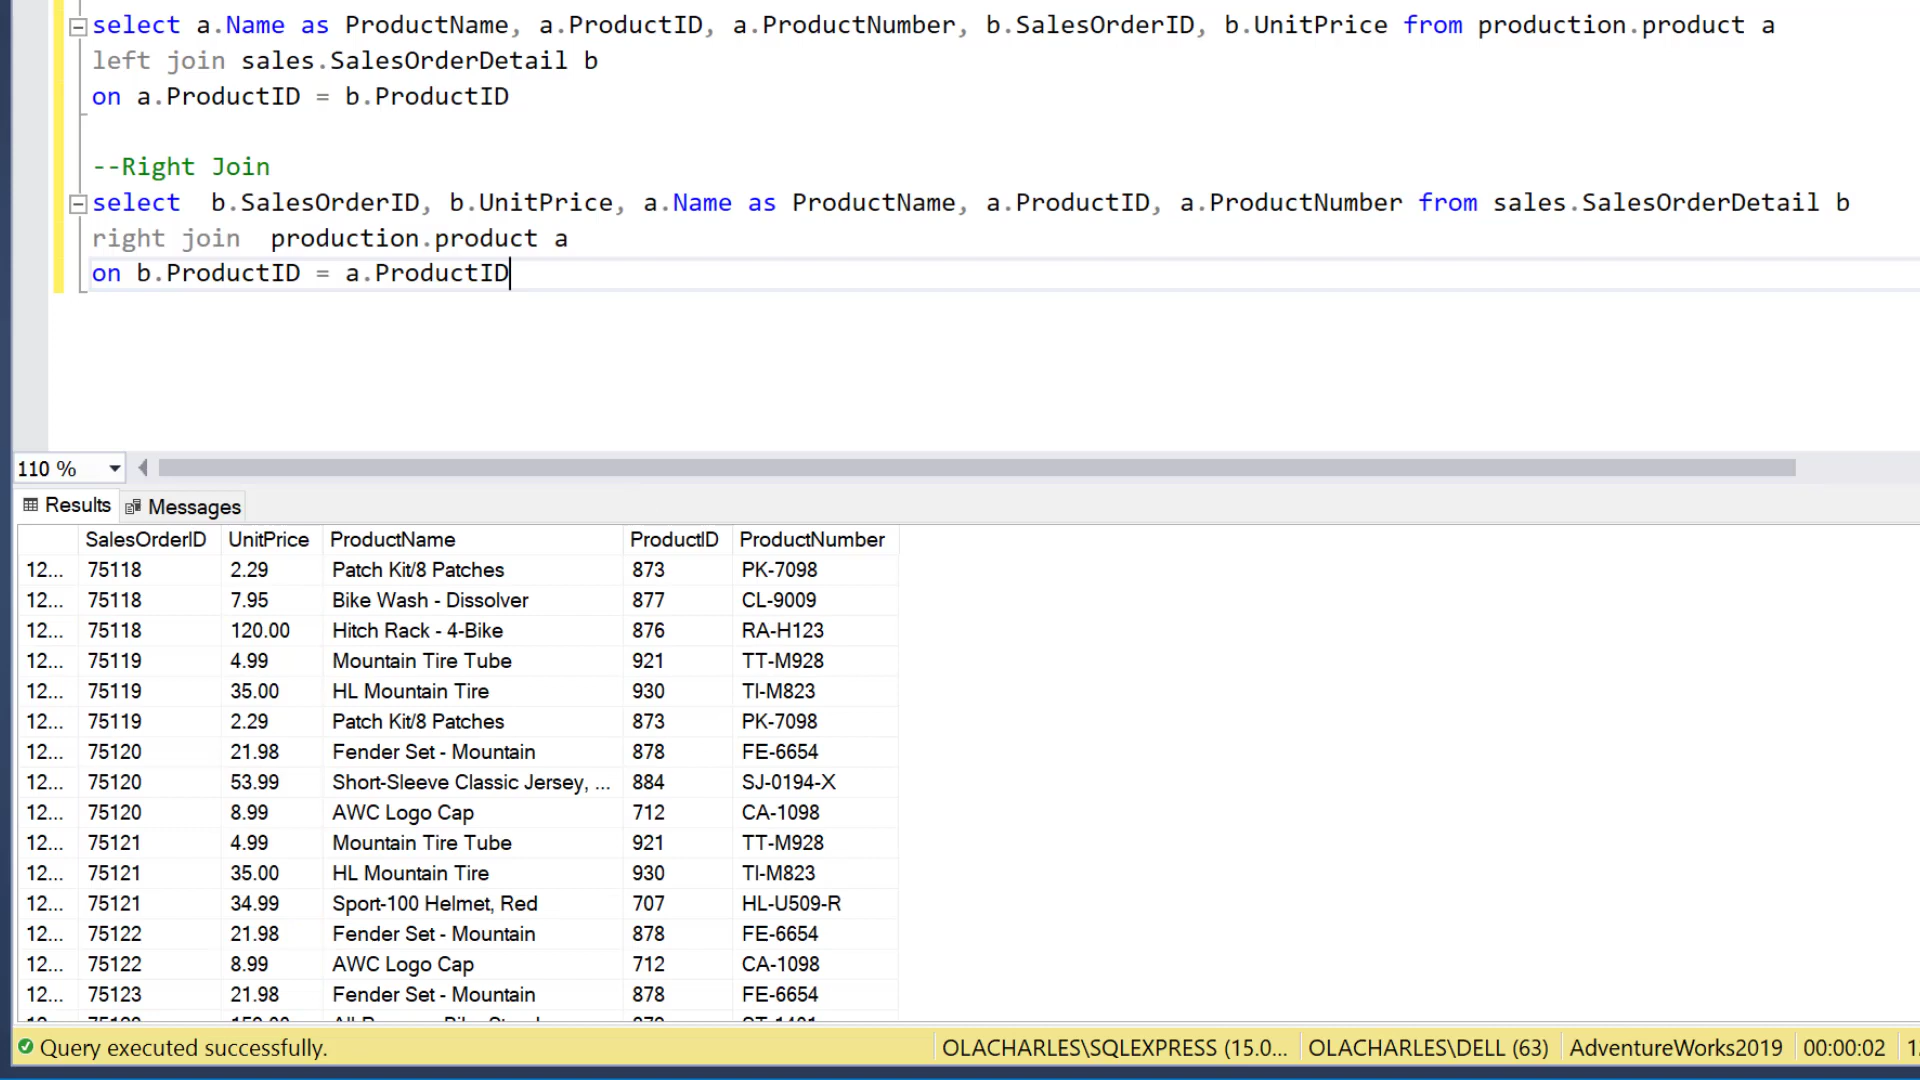 select a.Name as ProductName, a.ProductID, a.ProductNumber, b.SalesOrderID, b.UnitPrice from production.product a
left join sales.SalesOrderDetail b
on a.ProductID = b.ProductID
--Right Join
select  b.SalesOrderID, b.UnitPrice, a.Name as ProductName, a.ProductID, a.ProductNumber from sales.SalesOrderDetail b
right join  production.product a
on b.ProductID = a.ProductID
110 %
Results Messages
SalesOrderID UnitPrice ProductName ProductID ProductNumber
12... 75118 2.29 Patch Kit/8 Patches 873 PK-7098
12... 75118 7.95 Bike Wash - Dissolver 877 CL-9009
12... 75118 120.00 Hitch Rack - 4-Bike 876 RA-H123
12... 75119 4.99 Mountain Tire Tube 921 TT-M928
12... 75119 35.00 HL Mountain Tire 930 TI-M823
12... 75119 2.29 Patch Kit/8 Patches 873 PK-7098
12... 75120 21.98 Fender Set - Mountain 878 FE-6654
12... 75120 53.99 Short-Sleeve Classic Jersey, ... 884 SJ-0194-X
12... 75120 8.99 AWC Logo Cap 712 CA-1098
12... 75121 4.99 Mountain Tire Tube 921 TT-M928
12... 75121 35.00 HL Mountain Tire 930 TI-M823
12... 75121 34.99 Sport-100 Helmet, Red 707 HL-U509-R
12... 75122 21.98 Fender Set - Mountain 878 FE-6654
12... 75122 8.99 AWC Logo Cap 712 CA-1098
12... 75123 21.98 Fender Set - Mountain 878 FE-6654
Query executed successfully. OLACHARLES\SQLEXPRESS (15.0... OLACHARLES\DELL (63) AdventureWorks2019 00:00:02